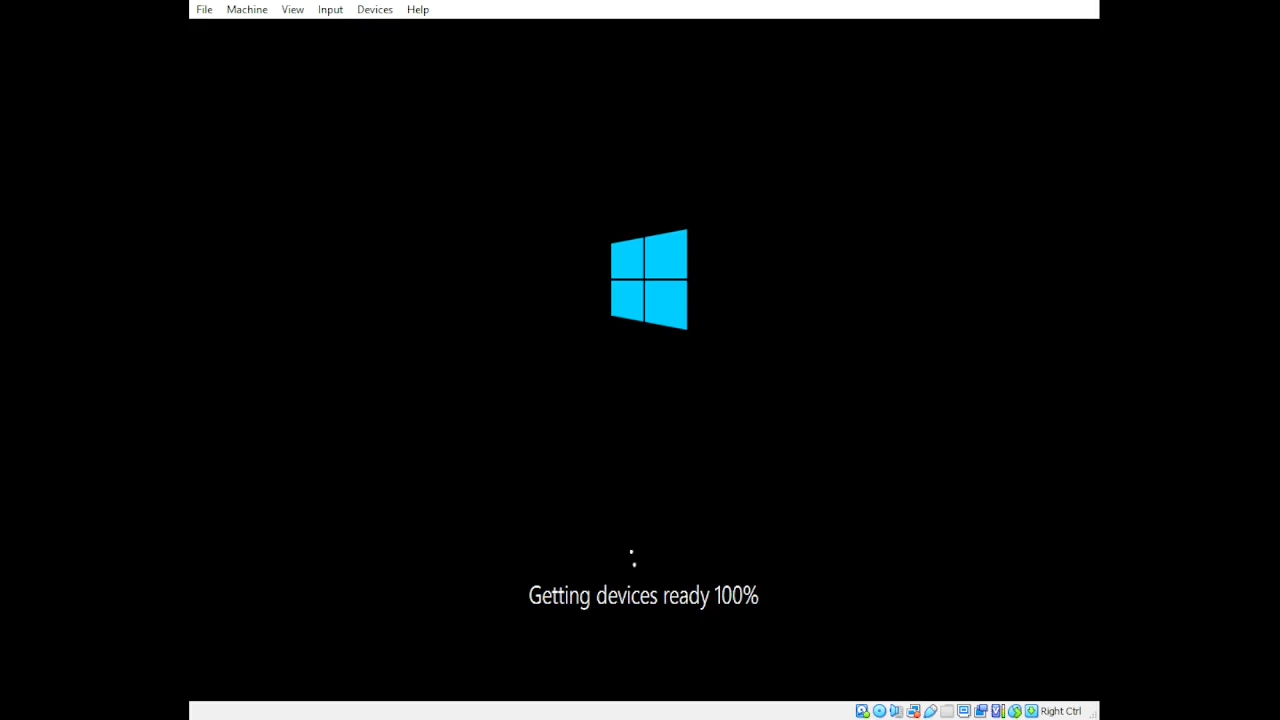 File Machine View Input Devices Help
Getting devices ready 100%
Right Ctrl